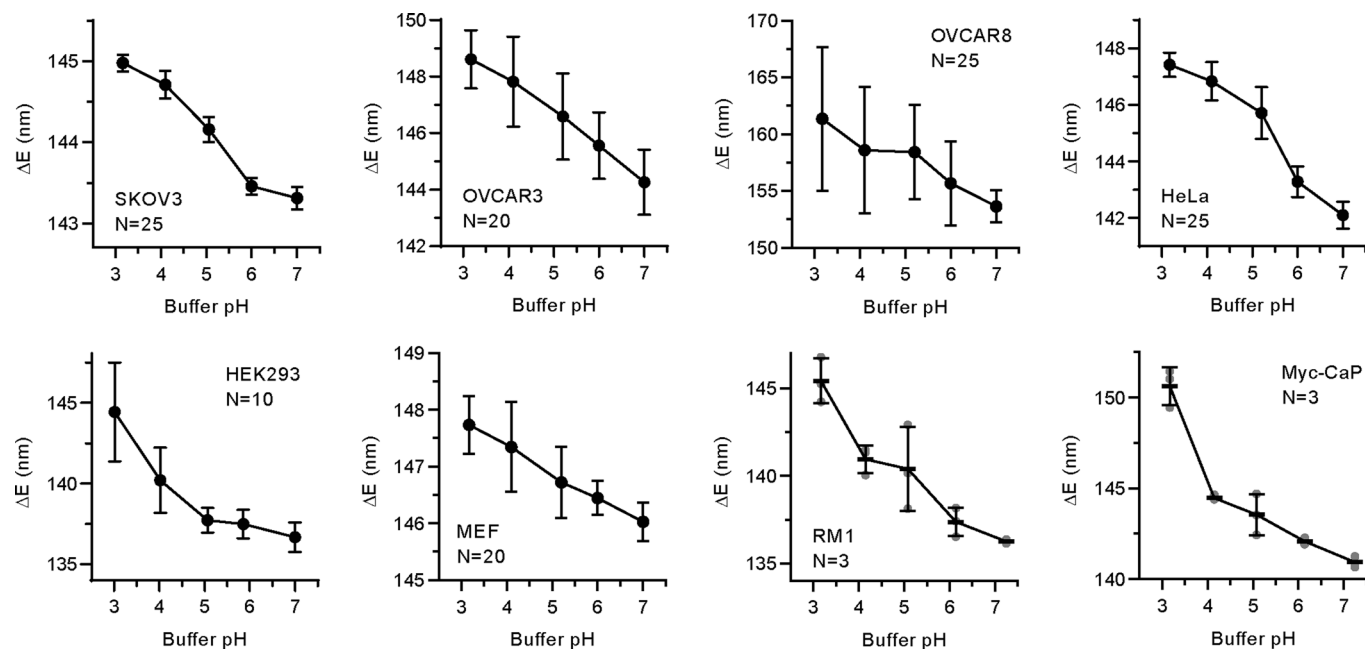 145
144
143
ΔE (nm)
SKOV3
N=25
3 4 5 6 7
Buffer pH
150
148
146
144
142
ΔE (nm)
OVCAR3
N=20
3 4 5 6 7
Buffer pH
170
165
160
155
150
ΔE (nm)
OVCAR8
N=25
3 4 5 6 7
Buffer pH
148
146
144
142
ΔE (nm)
HeLa
N=25
3 4 5 6 7
Buffer pH
145
140
135
ΔE (nm)
HEK293
N=10
3 4 5 6 7
Buffer pH
149
148
147
146
145
ΔE (nm)
MEF
N=20
3 4 5 6 7
Buffer pH
145
140
135
ΔE (nm)
RM1
N=3
3 4 5 6 7
Buffer pH
150
145
140
ΔE (nm)
Myc-CaP
N=3
3 4 5 6 7
Buffer pH